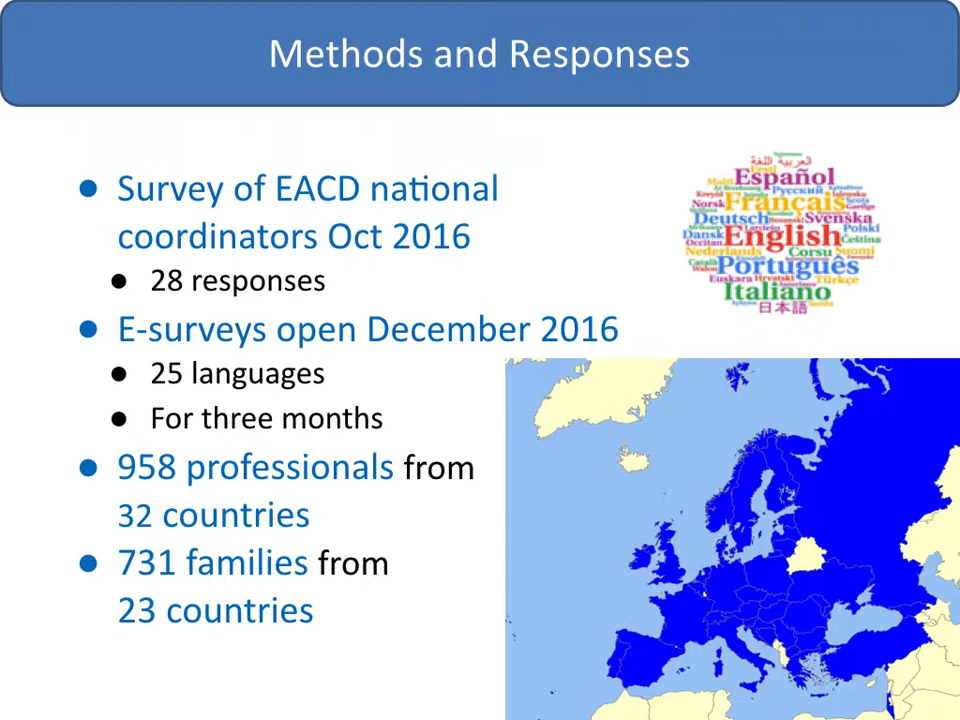 Methods and Responses
● Survey of EACD national
coordinators Oct 2016
● 28 responses
● E-surveys open December 2016
● 25 languages
● For three months
● 958 professionals from
32 countries
● 731 families from
23 countries
العربية اللغة
Español
Русский
Français
Norsk
Deutsch
Svenska
Dansk
English
Polski
Occitan
Čeština
Nederlands
Corsu
Suomi
Português
Euskara
Hrvatski
Türkçe
Italiano
日本語